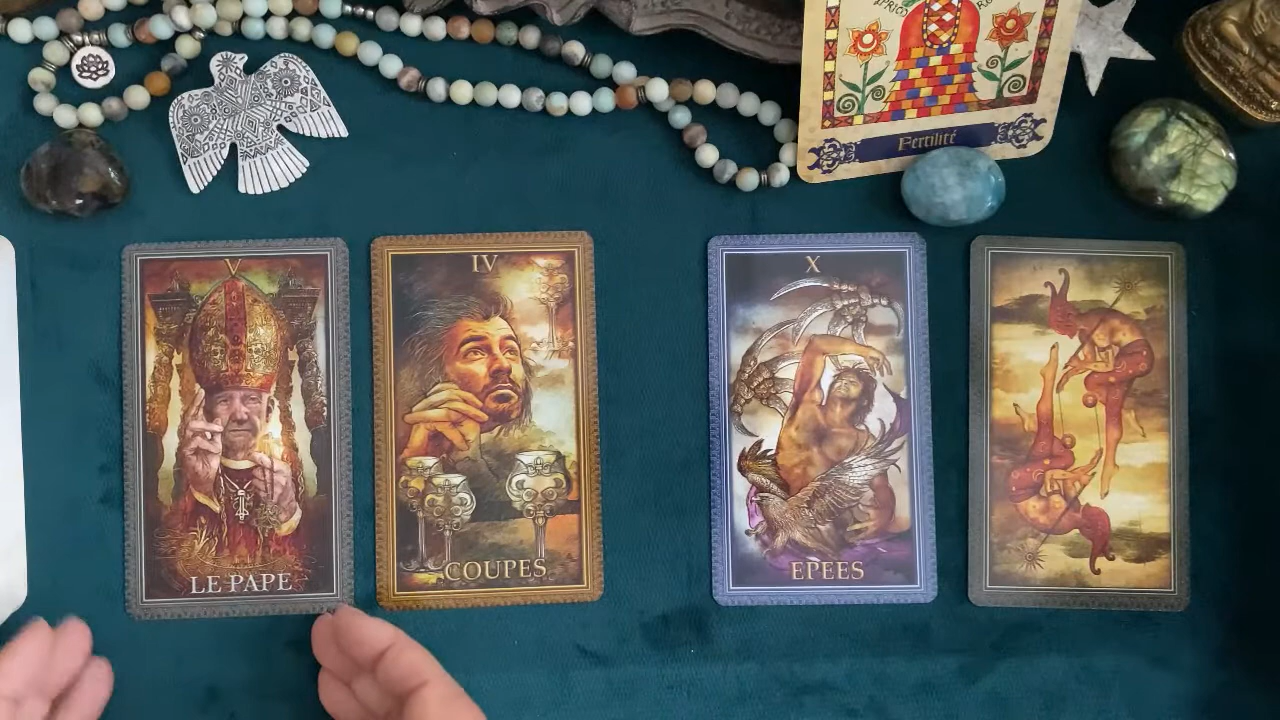 Fertilité
V
LE PAPE
IV
COUPES
X
EPEES